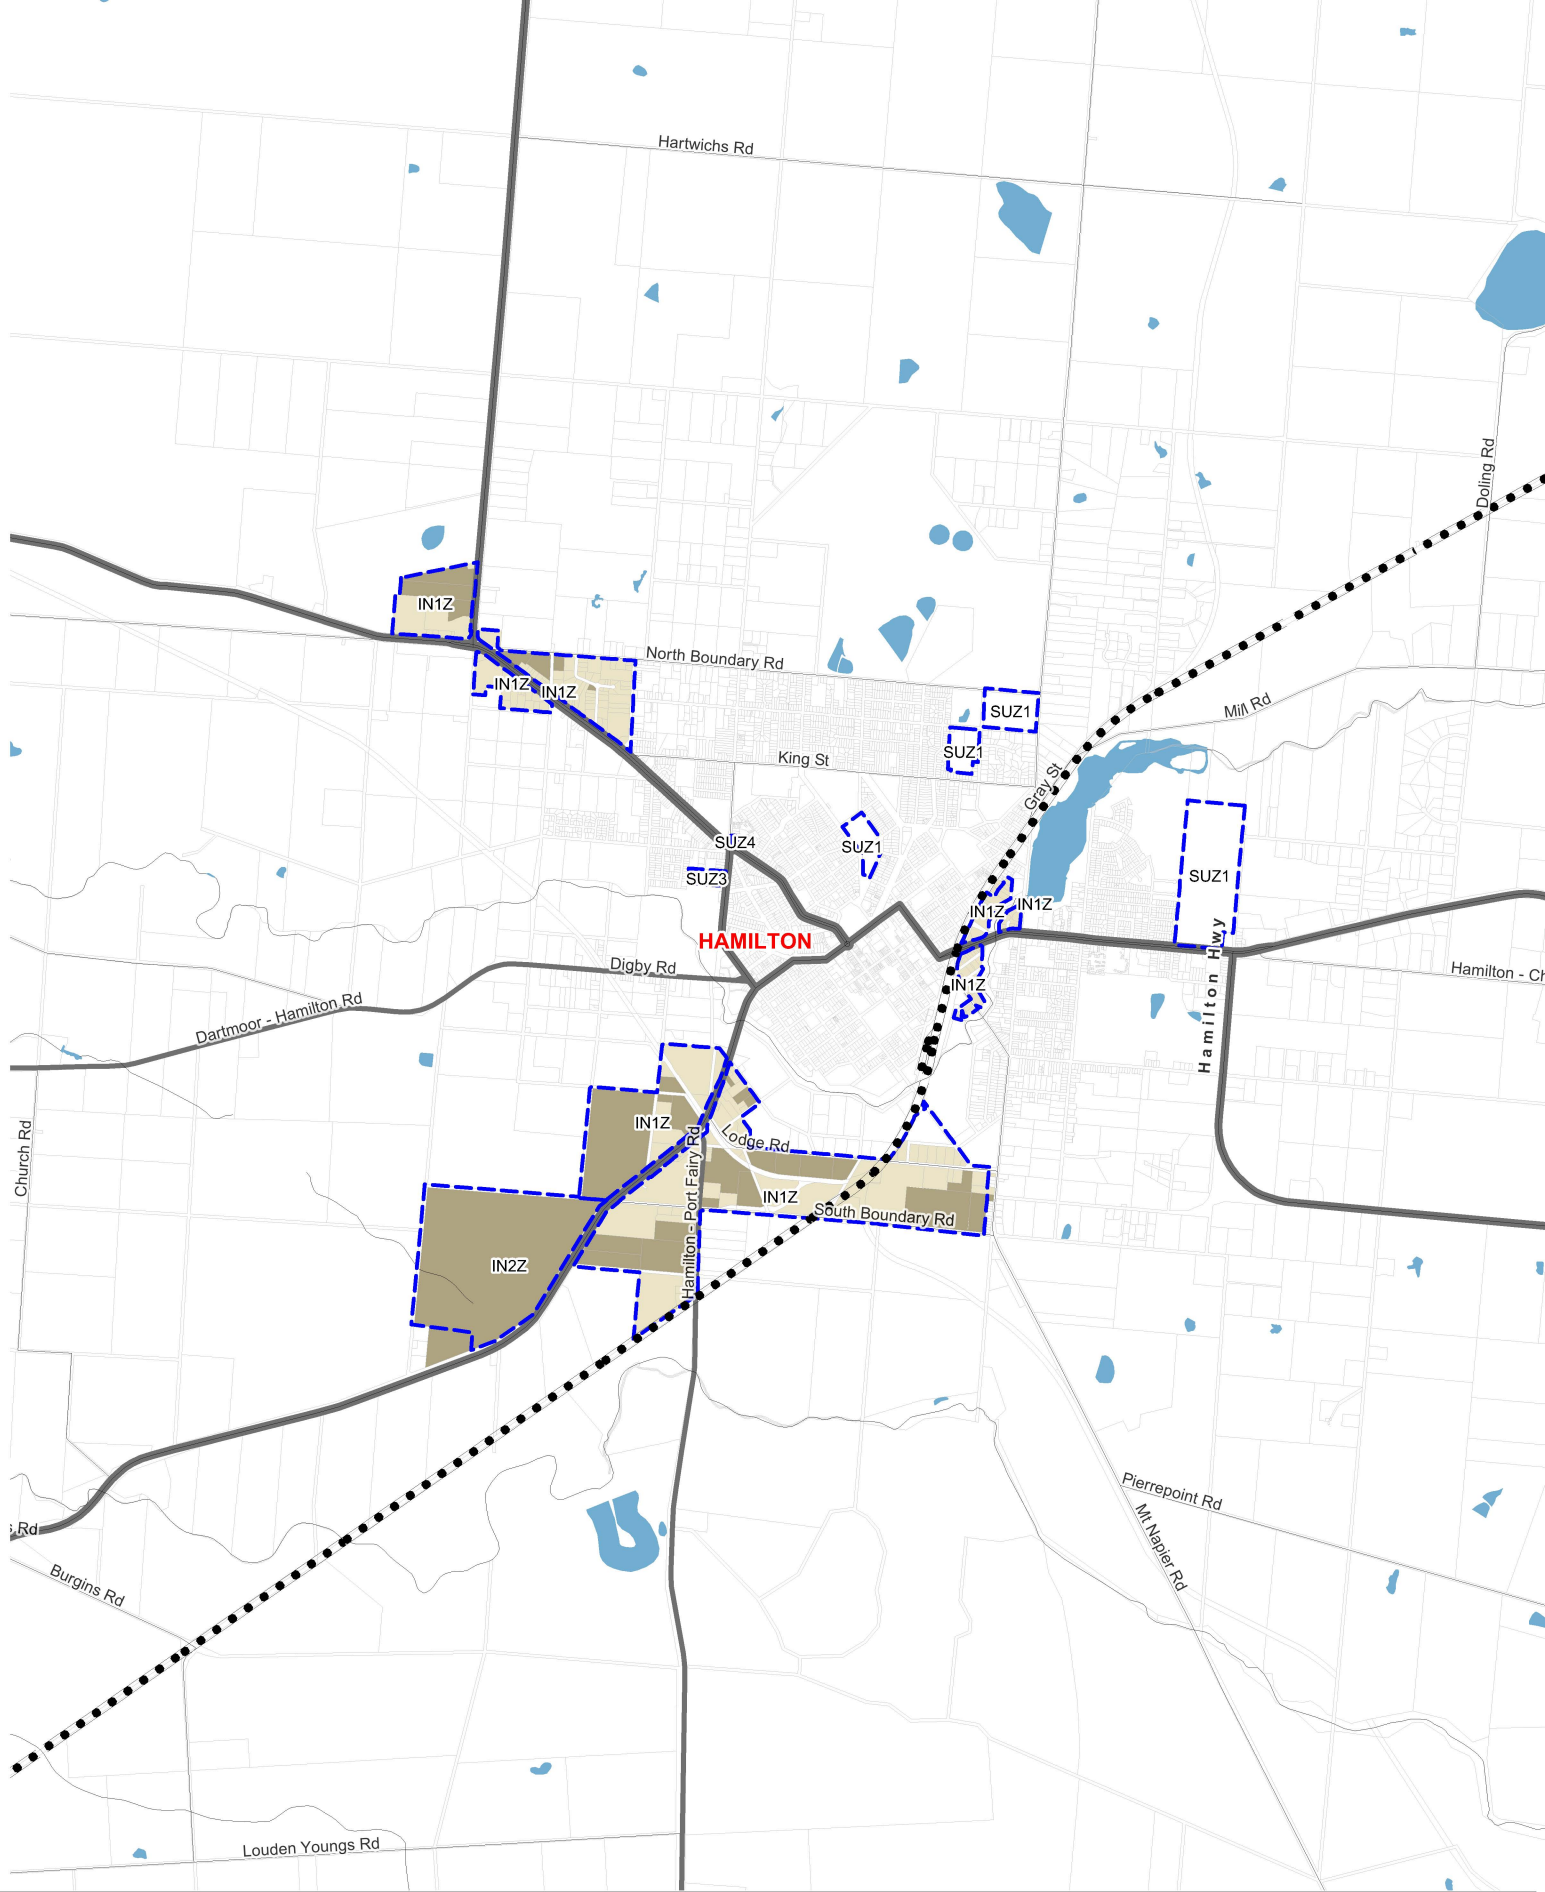 Hartwichs Rd
Doling Rd
IN1Z
North Boundary Rd
IN1Z
IN1Z
SUZ1
Mill Rd
SUZ1
King St
Gray St
SUZ4
SUZ1
SUZ3
SUZ1
IN1Z
IN1Z
HAMILTON
Digby Rd
Hamilton - Ch
IN1Z
Hamilton Hwy
Dartmoor - Hamilton Rd
IN1Z
Lodge Rd
Church Rd
Hamilton - Port Fairy Rd
IN1Z
South Boundary Rd
IN2Z
Pierrepoint Rd
s Rd
Mt Napier Rd
Burgins Rd
Louden Youngs Rd